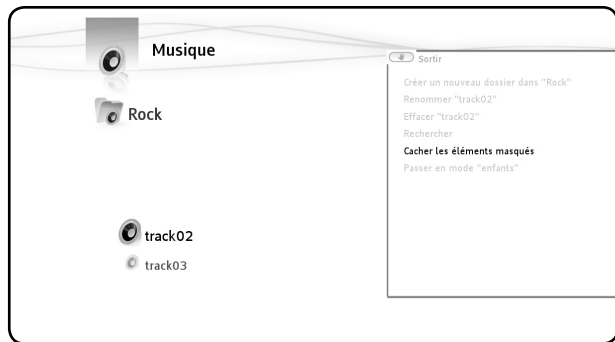 Musique
Rock
track02
track03
Sortir
Créer un nouveau dossier dans "Rock"
Renommer "track02"
Effacer "track02"
Rechercher
Cacher les éléments masqués
Passer en mode "enfants"